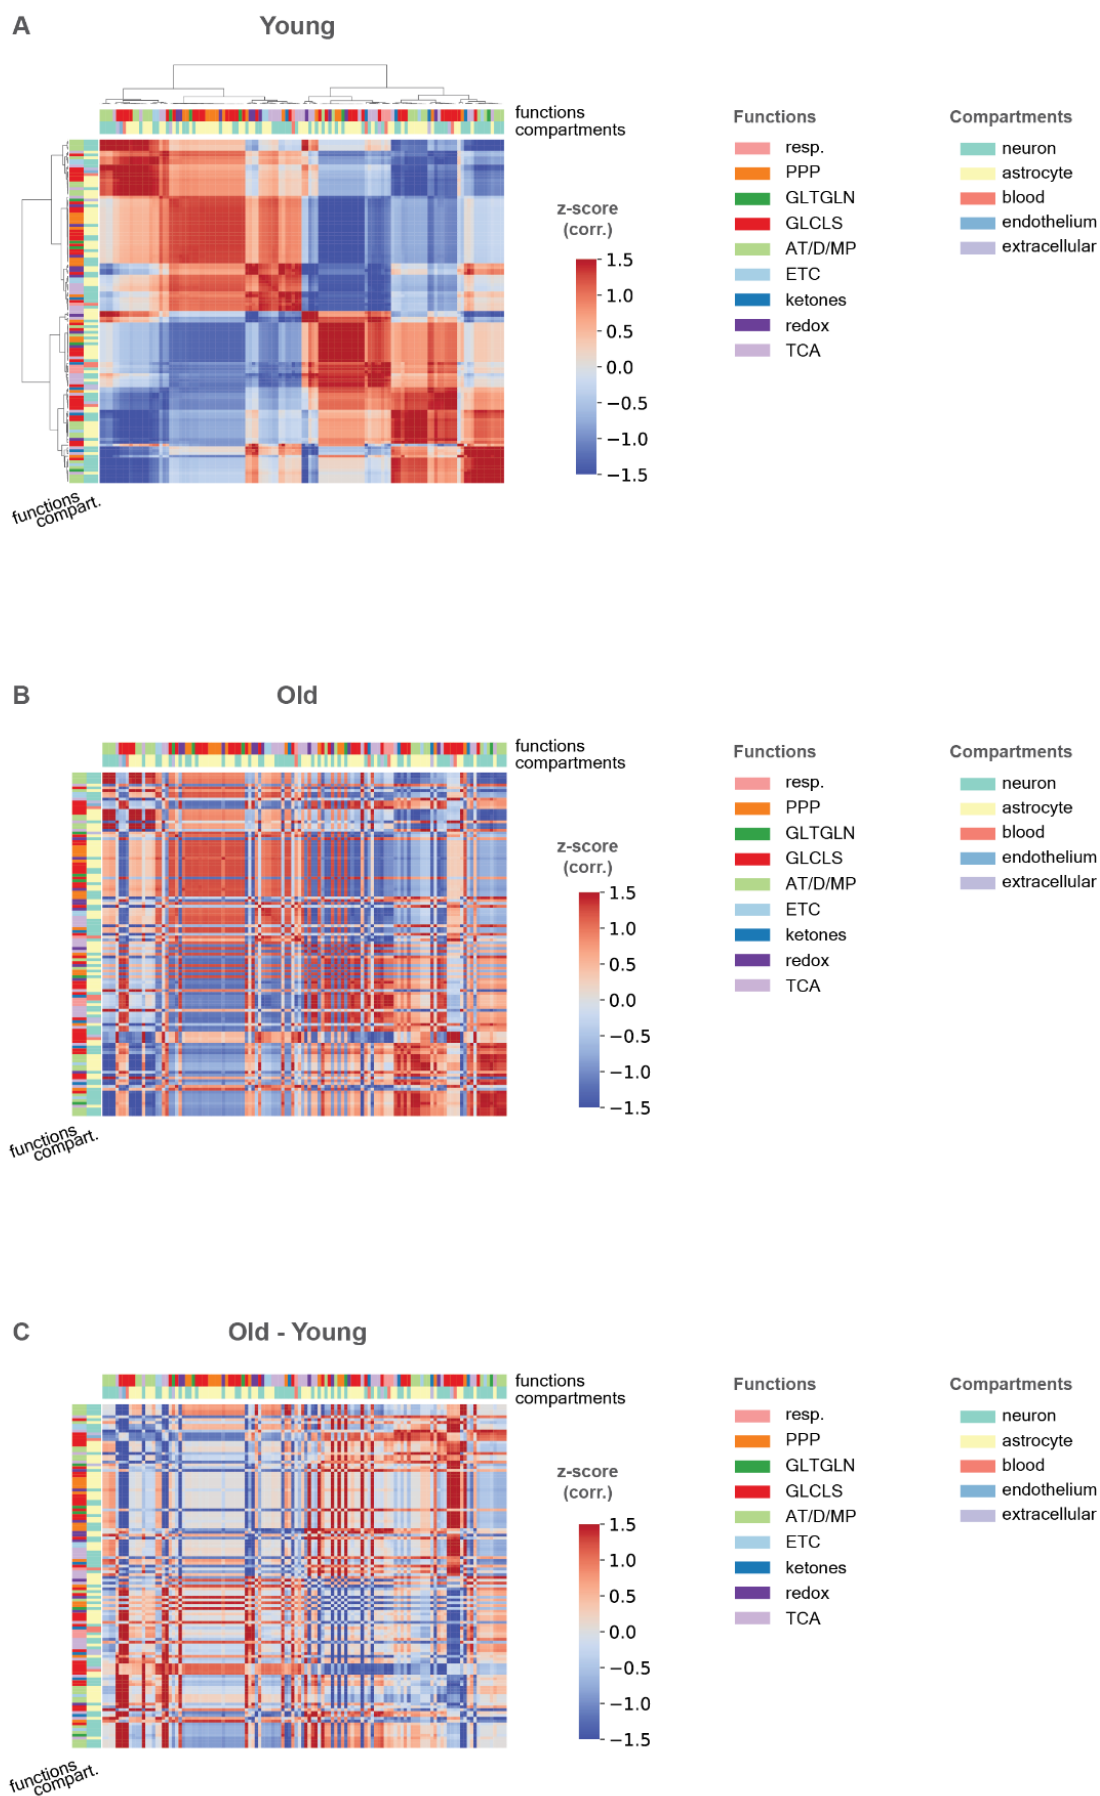 A
Young
functions
compartments
Functions
resp.
PPP
GLTGLN
GLCLS
AT/D/MP
ETC
ketones
redox
TCA
Compartments
neuron
astrocyte
blood
endothelium
extracellular
z-score
(corr.)
1.5
1.0
0.5
0.0
−0.5
−1.0
−1.5
functions
compart.
B
Old
functions
compartments
Functions
resp.
PPP
GLTGLN
GLCLS
AT/D/MP
ETC
ketones
redox
TCA
Compartments
neuron
astrocyte
blood
endothelium
extracellular
z-score
(corr.)
1.5
1.0
0.5
0.0
−0.5
−1.0
−1.5
functions
compart.
C
Old - Young
functions
compartments
Functions
resp.
PPP
GLTGLN
GLCLS
AT/D/MP
ETC
ketones
redox
TCA
Compartments
neuron
astrocyte
blood
endothelium
extracellular
z-score
(corr.)
1.5
1.0
0.5
0.0
−0.5
−1.0
−1.5
functions
compart.